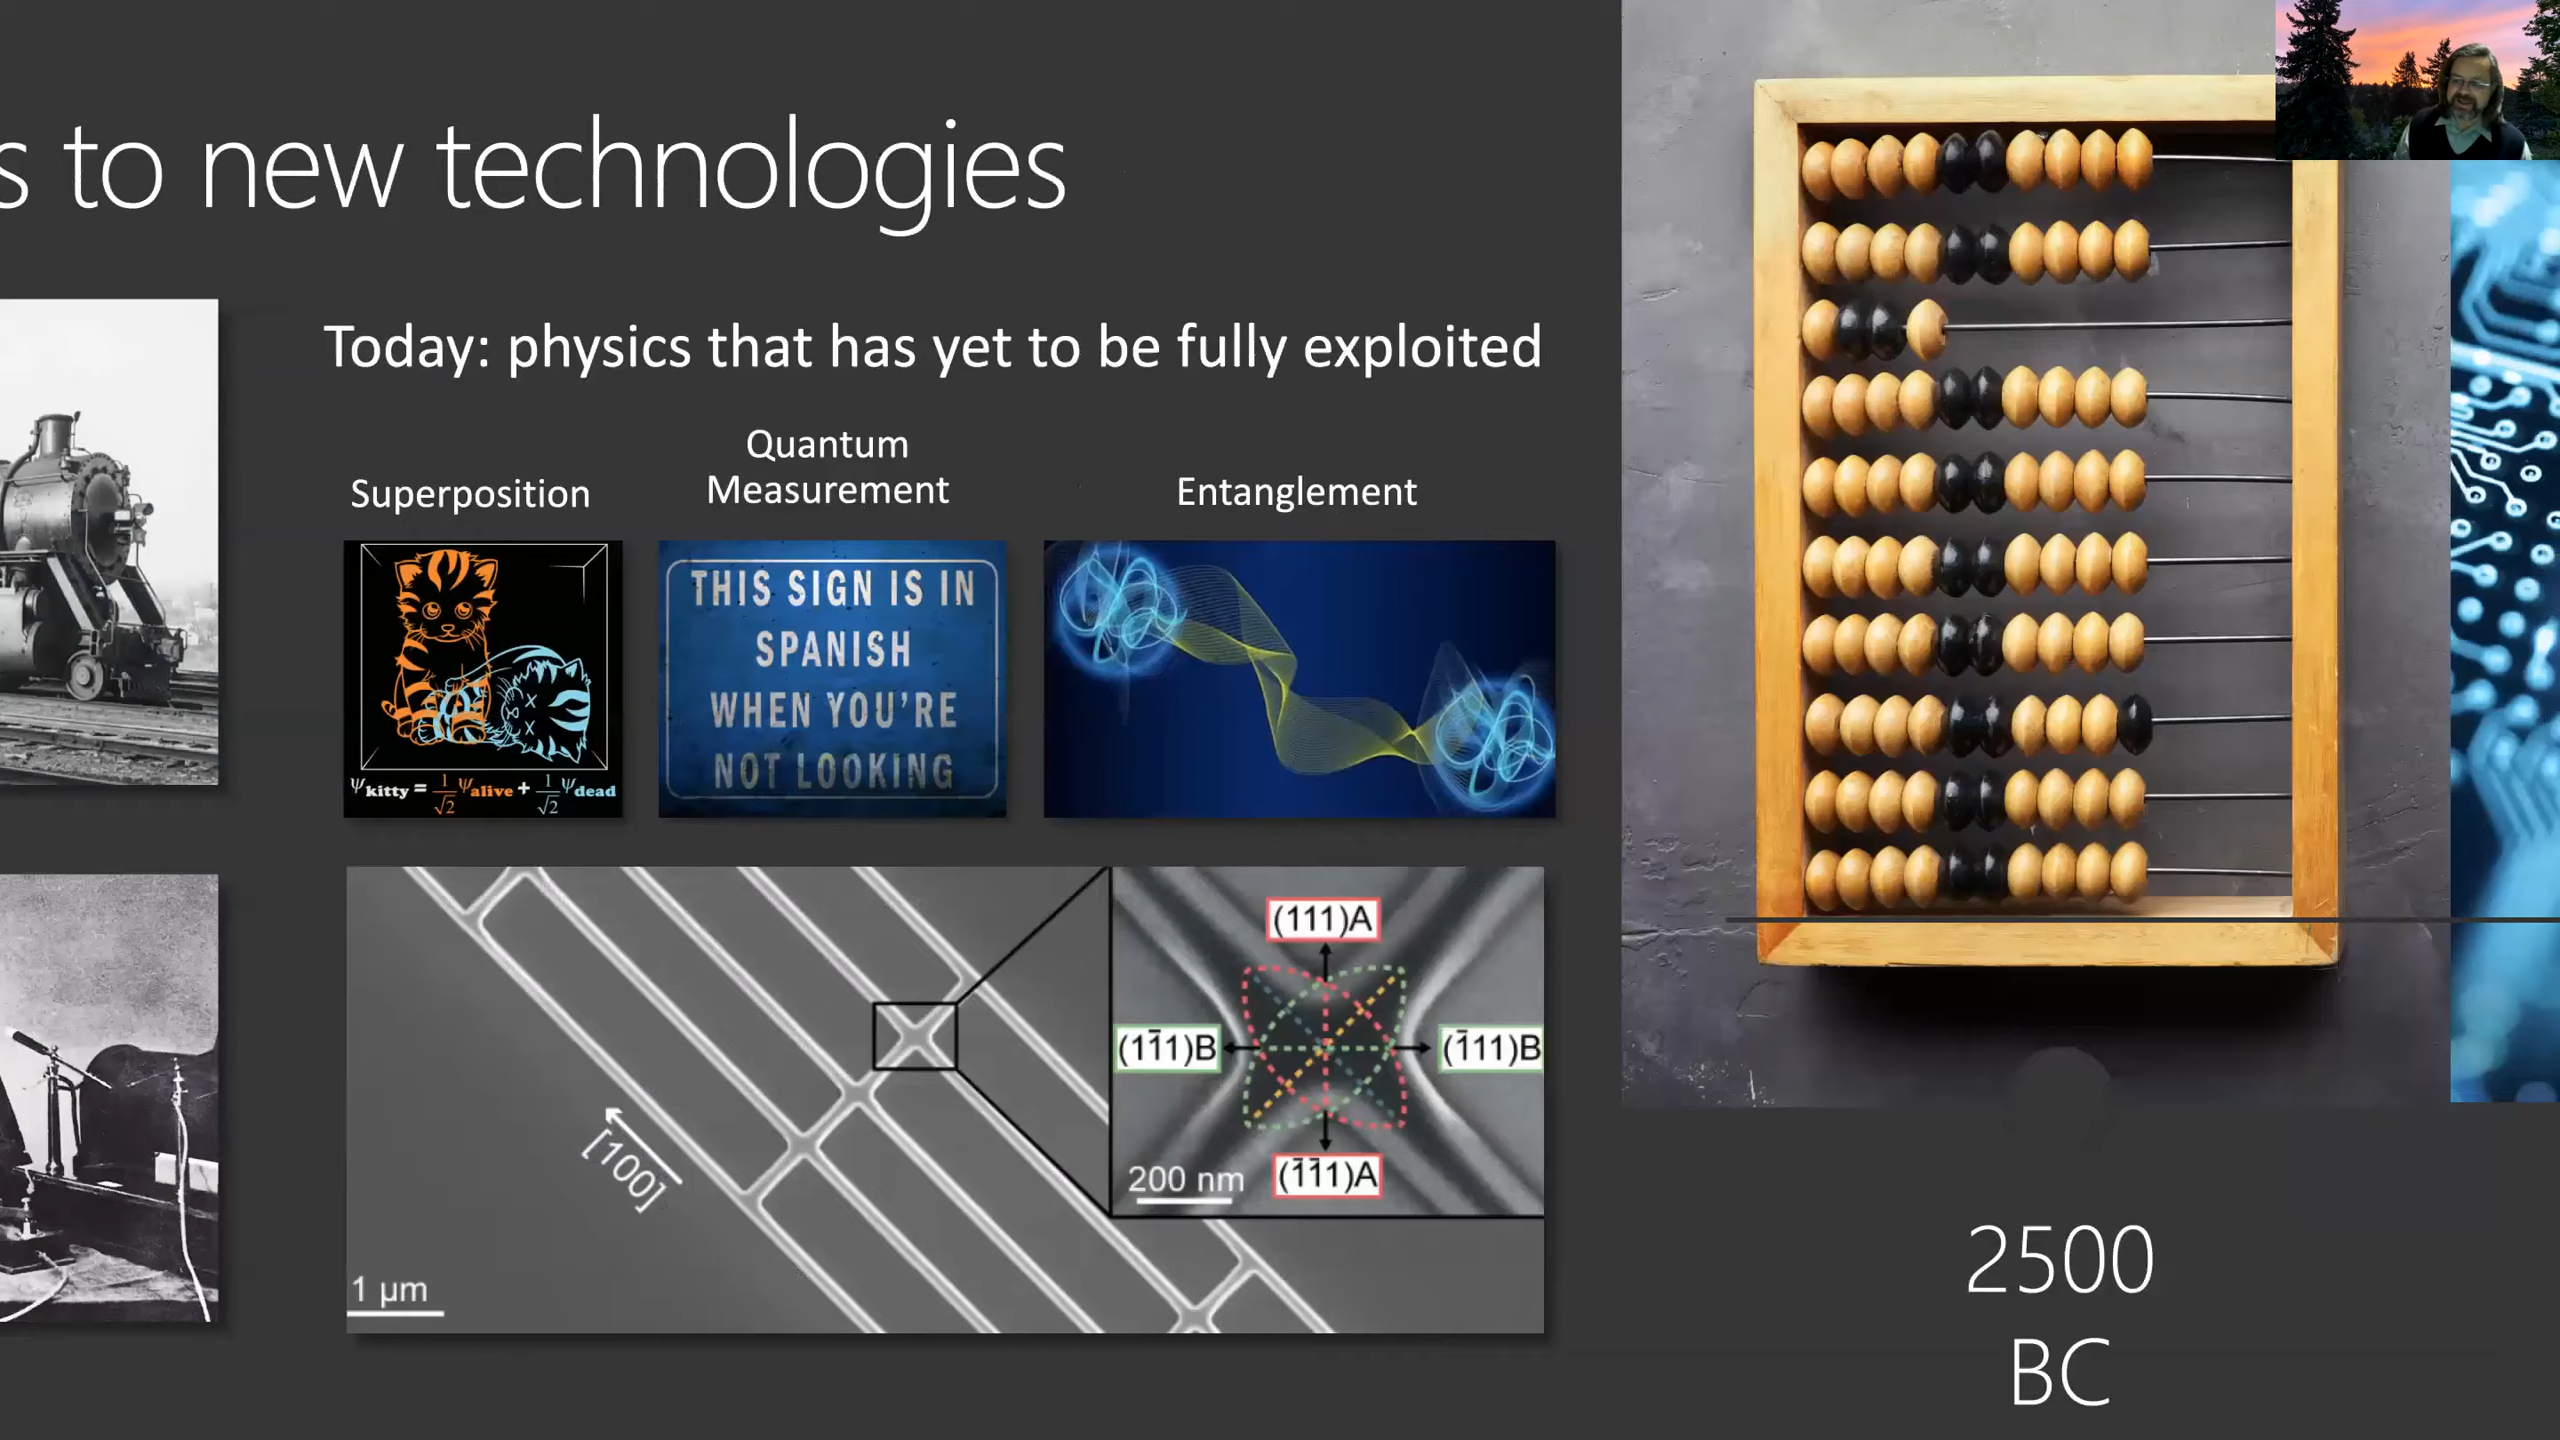 s to new technologies
Today: physics that has yet to be fully exploited
Superposition
Quantum
Measurement
Entanglement
ψkitty = 1/√2 ψalive + 1/√2 ψdead
THIS SIGN IS IN
SPANISH
WHEN YOU'RE
NOT LOOKING
[100]
1 μm
(111)A
(11̅1̅)B
(1̅11)B
(1̅1̅1)A
200 nm
2500
BC